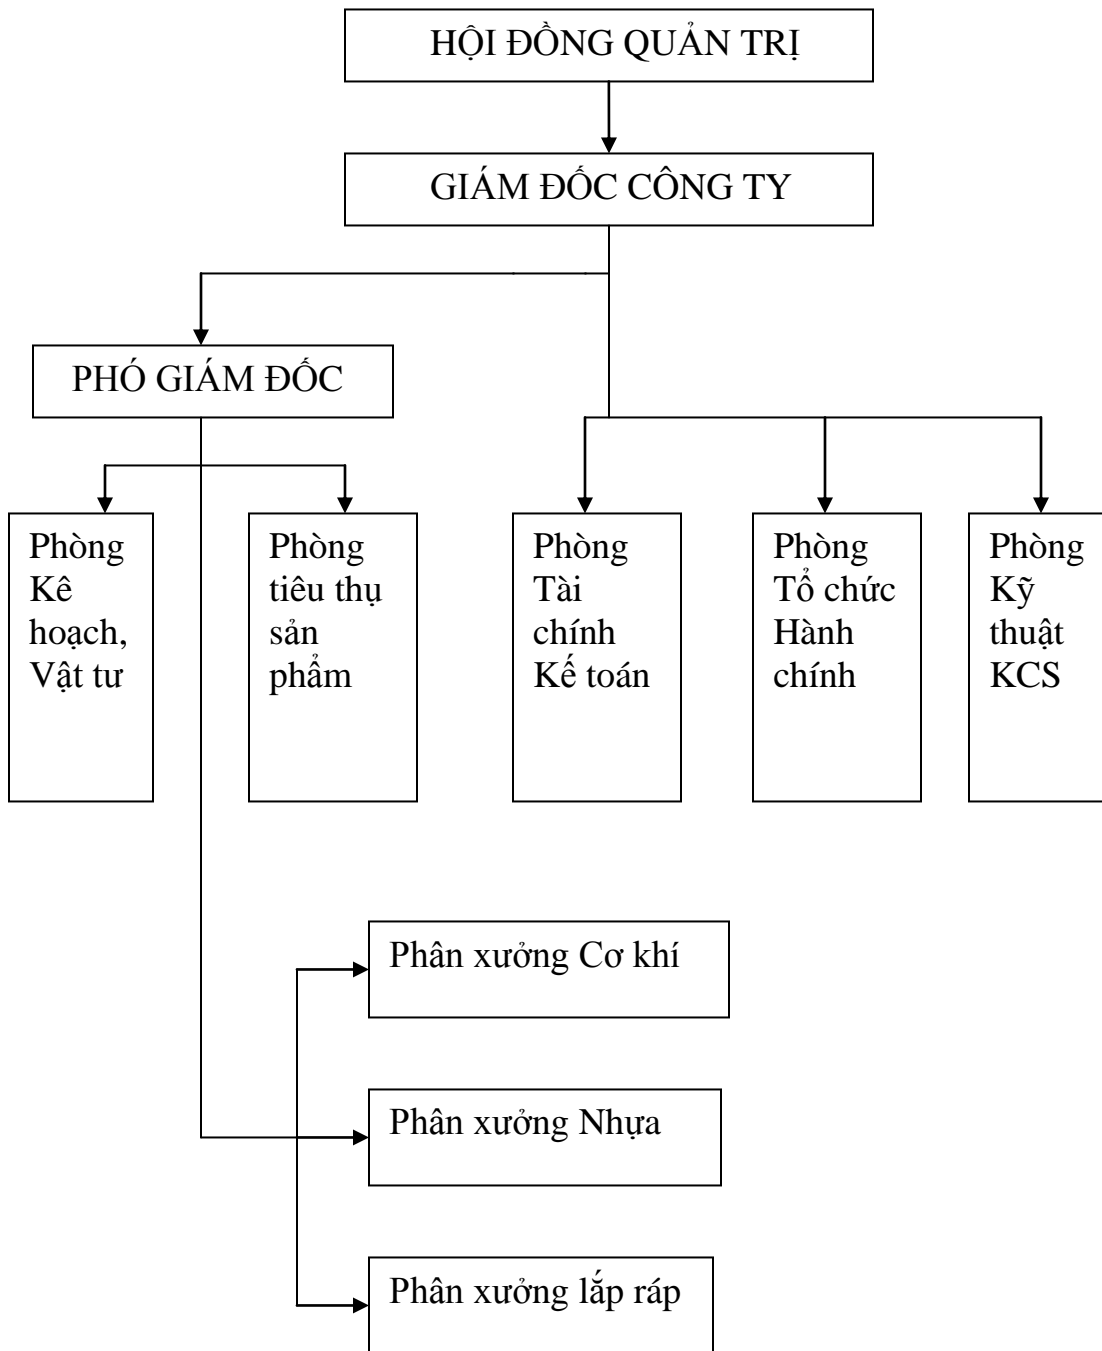 HỘI ĐỒNG QUẢN TRỊ
GIÁM ĐỐC CÔNG TY
PHÓ GIÁM ĐỐC
Phòng
Kê
hoạch,
Vật tư
Phòng
tiêu thụ
sản
phẩm
Phòng
Tài
chính
Kế toán
Phòng
Tổ chức
Hành
chính
Phòng
Kỹ
thuật
KCS
Phân xưởng Cơ khí
Phân xưởng Nhựa
Phân xưởng lắp ráp